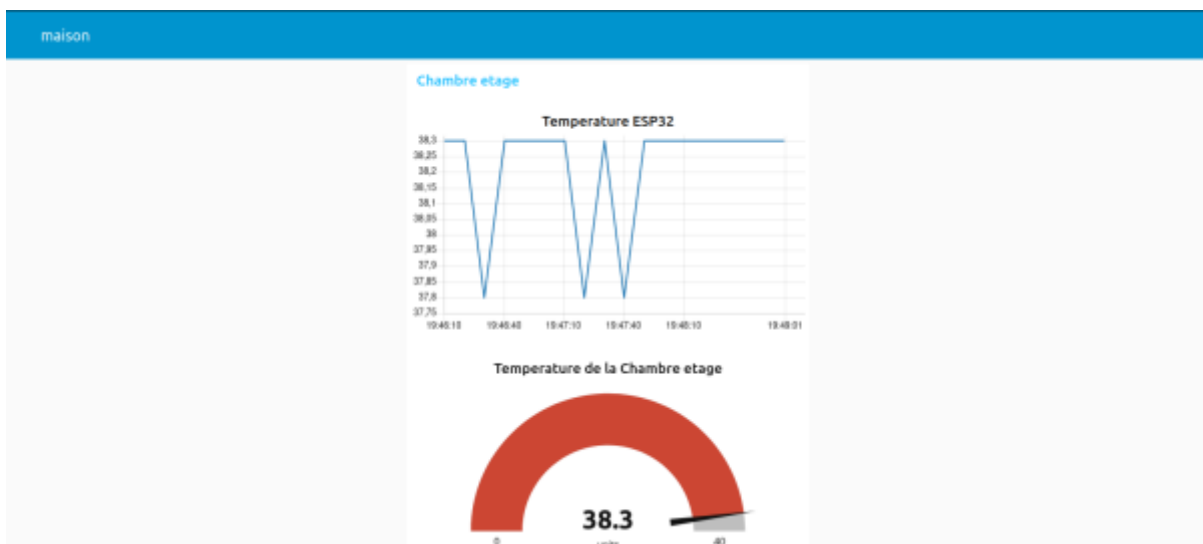 maison
Chambre etage
Temperature ESP32
38,3
38,25
38,2
38,15
38,1
38,05
38
37,95
37,9
37,85
37,8
37,75
19:46:10 19:46:40 19:47:10 19:47:40 19:48:10 19:49:01
Temperature de la Chambre etage
38.3
0 40